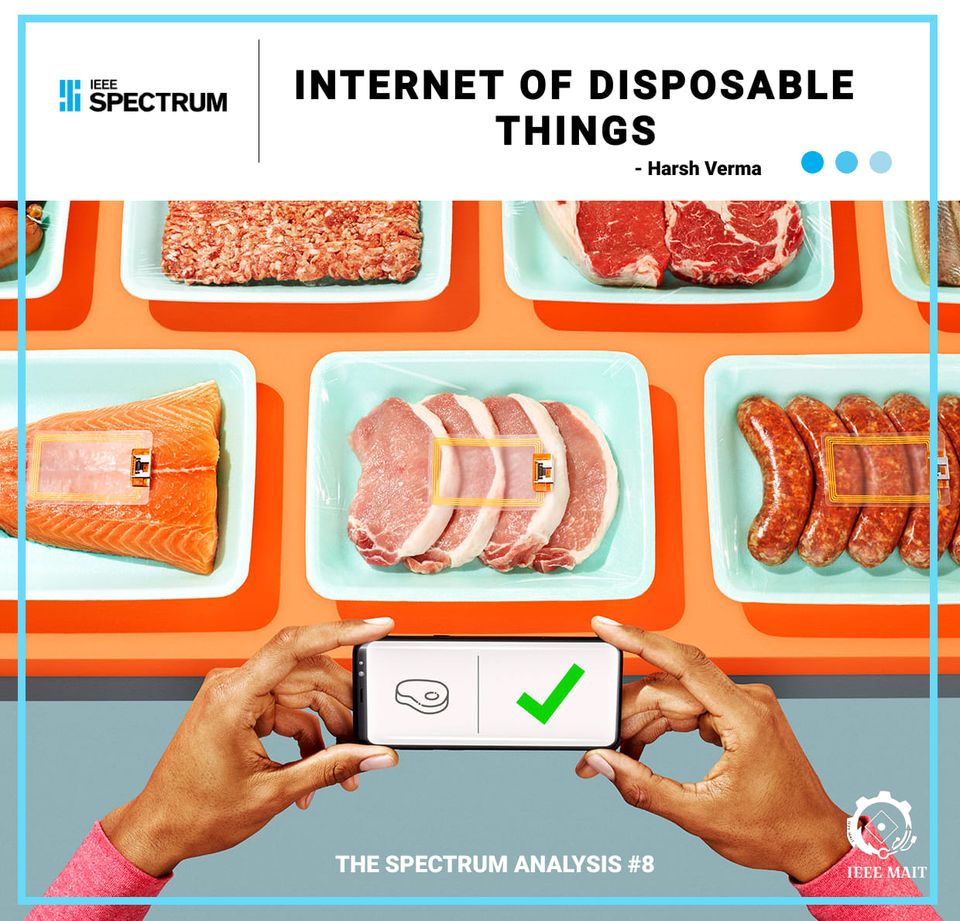 IEEE
SPECTRUM
INTERNET OF DISPOSABLE
THINGS
- Harsh Verma
THE SPECTRUM ANALYSIS #8
IEEE MAIT